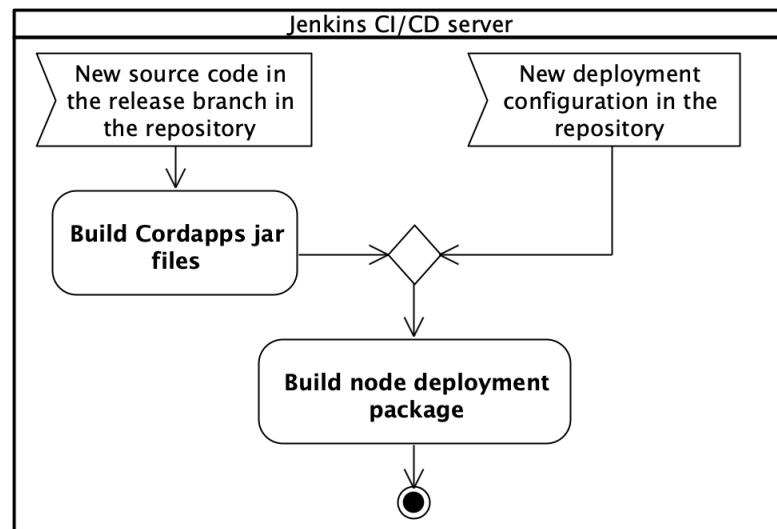 Jenkins CI/CD server
New source code in
the release branch in
the repository
New deployment
configuration in the
repository
Build Cordapps jar
files
Build node deployment
package